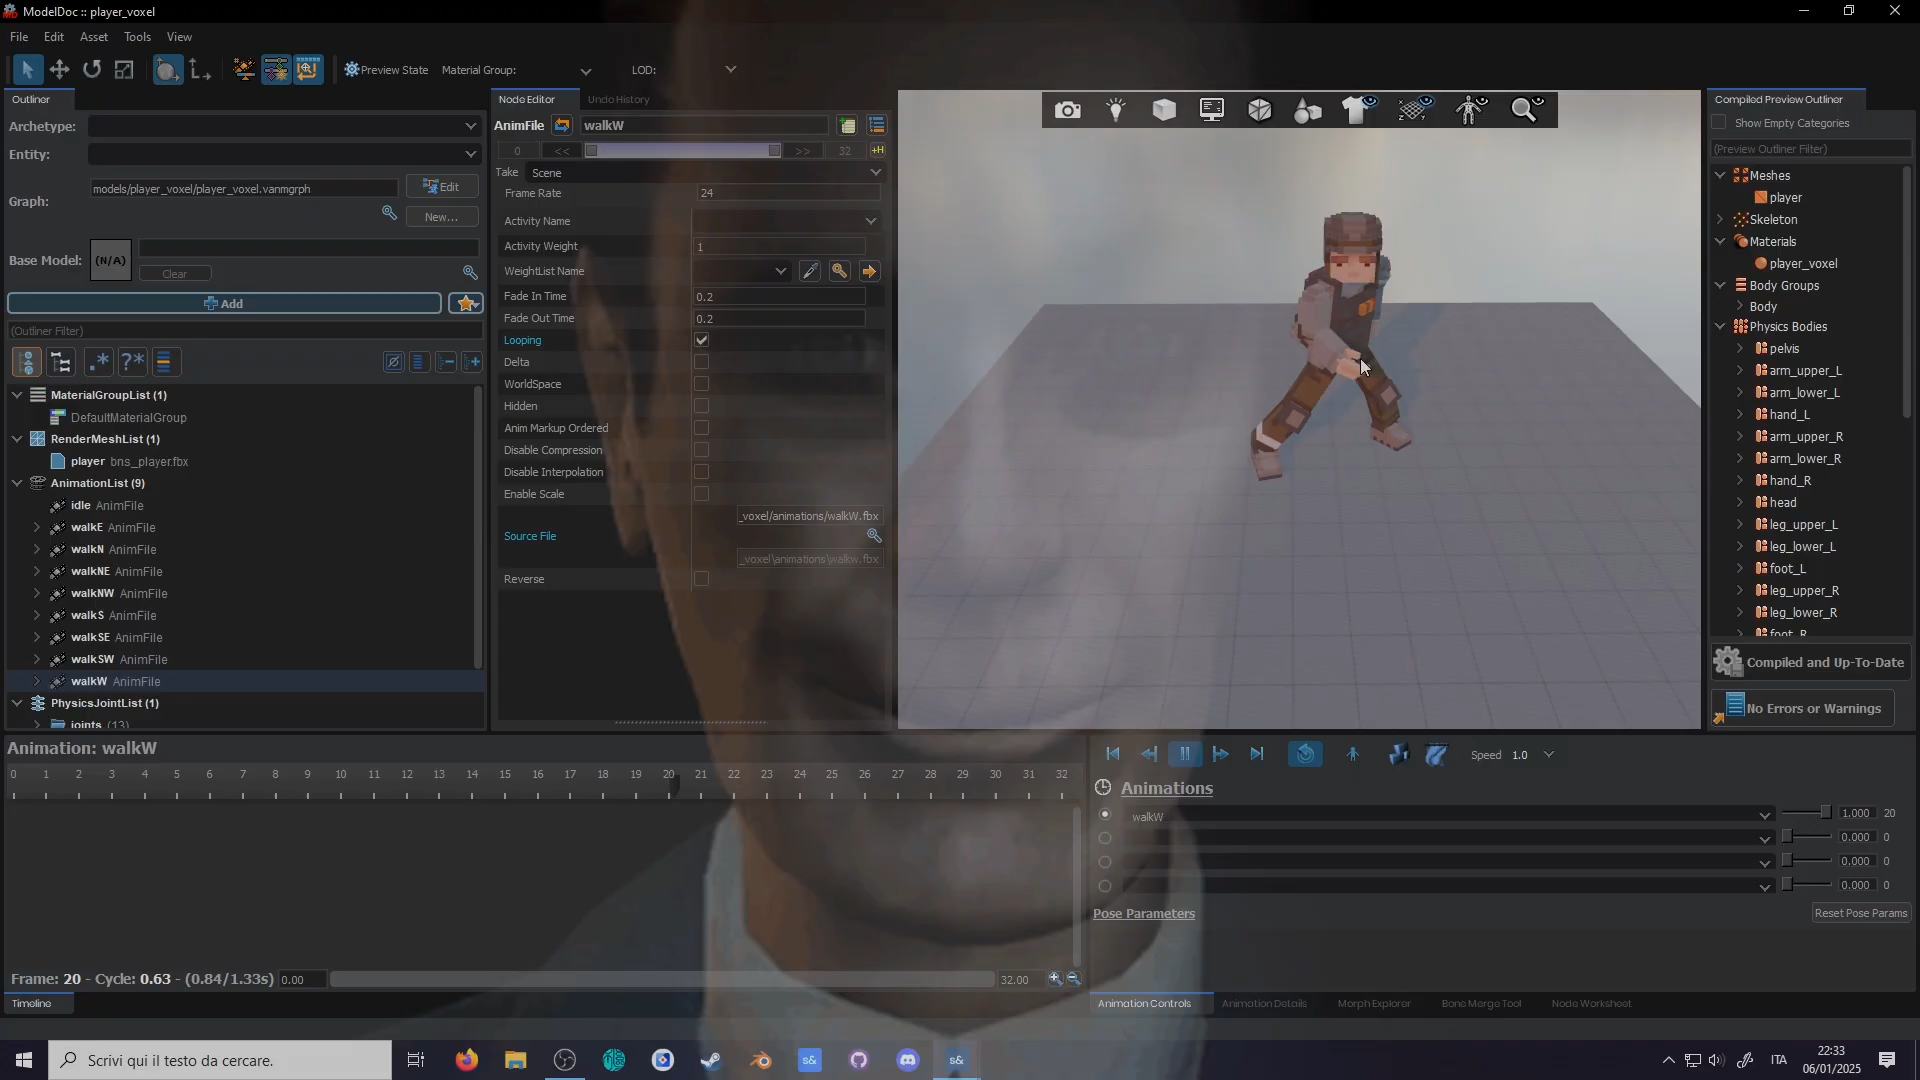 ModelDoc :: player_voxel
File Edit Asset Tools View
Preview State Material Group: LOD:
Outliner
Archetype:
Entity:
Graph: models/player_voxel/player_voxel.vanmgrph Edit
New...
Base Model: (N/A)
Clear
Add
(Outliner Filter)
MaterialGroupList (1)
DefaultMaterialGroup
RenderMeshList (1)
player bns_player.fbx
AnimationList (9)
idle AnimFile
walkE AnimFile
walkN AnimFile
walkNE AnimFile
walkNW AnimFile
walkS AnimFile
walkSE AnimFile
walkSW AnimFile
walkW AnimFile
PhysicsJointList (1)
joints (13)
Node Editor Undo History
AnimFile walkW
0 << >> 32 +H
Take Scene
Frame Rate 24
Activity Name
Activity Weight 1
WeightList Name
Fade In Time 0.2
Fade Out Time 0.2
Looping
Delta
WorldSpace
Hidden
Anim Markup Ordered
Disable Compression
Disable Interpolation
Enable Scale
_voxel/animations/walkW.fbx
Source File
_voxel\animations\walkw.fbx
Reverse
Compiled Preview Outliner
Show Empty Categories
(Preview Outliner Filter)
Meshes
player
Skeleton
Materials
player_voxel
Body Groups
Body
Physics Bodies
pelvis
arm_upper_L
arm_lower_L
hand_L
arm_upper_R
arm_lower_R
hand_R
head
leg_upper_L
leg_lower_L
foot_L
leg_upper_R
leg_lower_R
foot_R
Compiled and Up-To-Date
No Errors or Warnings
Animation: walkW
0 1 2 3 4 5 6 7 8 9 10 11 12 13 14 15 16 17 18 19 20 21 22 23 24 25 26 27 28 29 30 31 32
Frame: 20 - Cycle: 0.63 - (0.84/1.33s) 0.00 32.00
Timeline
Speed 1.0
Animations
walkW 1.000 20
0.000 0
0.000 0
0.000 0
Pose Parameters Reset Pose Params
Animation Controls Animation Details Morph Explorer Bone Merge Tool Node Worksheet
Scrivi qui il testo da cercare.
s& s&
ITA
22:33
06/01/2025